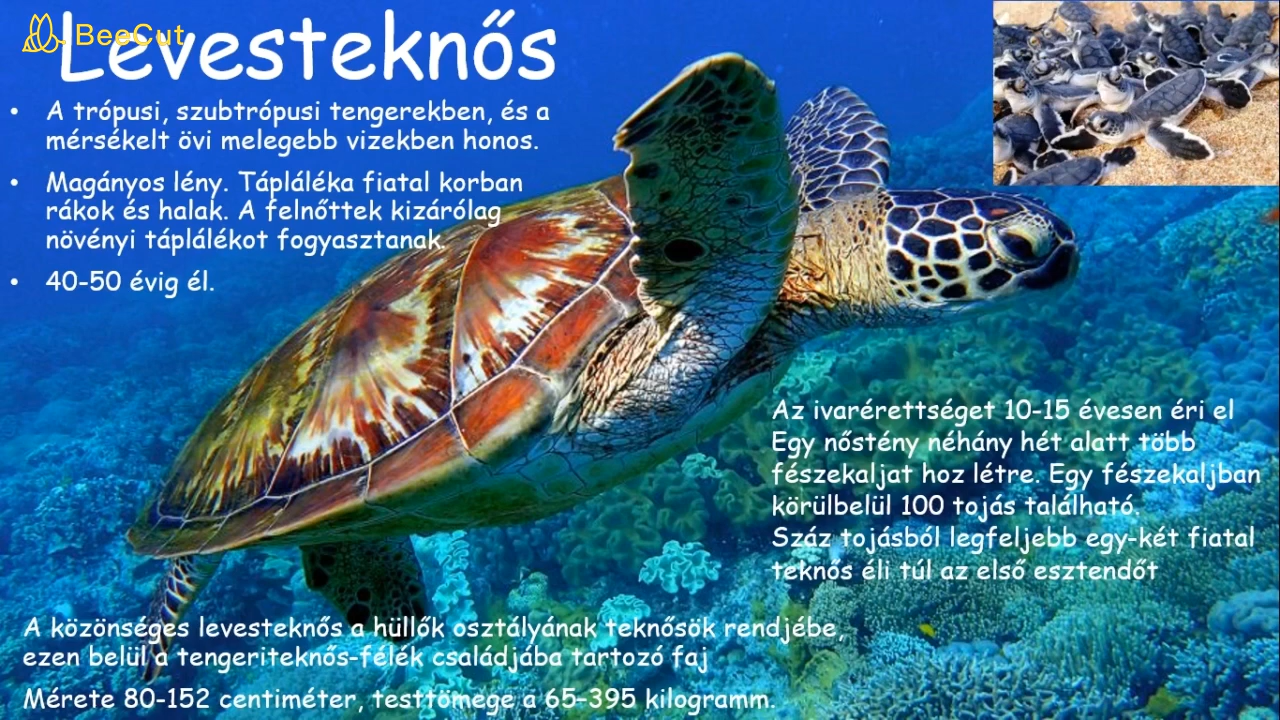 BeeCut
Levesteknős
• A trópusi, szubtrópusi tengerekben, és a
mérsékelt övi melegebb vizekben honos.
• Magányos lény. Tápláléka fiatal korban
rákok és halak. A felnőttek kizárólag
növényi táplálékot fogyasztanak.
• 40-50 évig él.
Az ivarérettséget 10-15 évesen éri el
Egy nőstény néhány hét alatt több
fészekaljat hoz létre. Egy fészekaljban
körülbelül 100 tojás található.
Száz tojásból legfeljebb egy-két fiatal
teknős éli túl az első esztendőt
A közönséges levesteknős a hüllők osztályának teknősök rendjébe,
ezen belül a tengeriteknős-félék családjába tartozó faj
Mérete 80-152 centiméter, testtömege a 65–395 kilogramm.